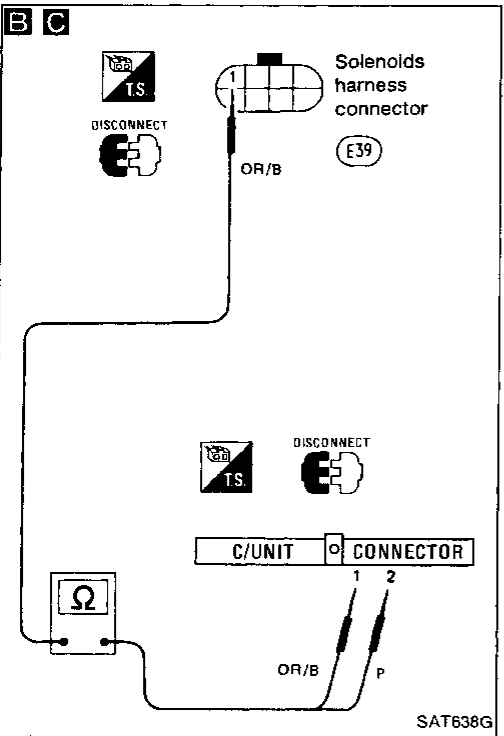 B C
Solenoids
harness
connector
T.S.
1
DISCONNECT
E39
OR/B
DISCONNECT
T.S.
C/UNIT CONNECTOR
1 2
Ω
OR/B P
SAT638G